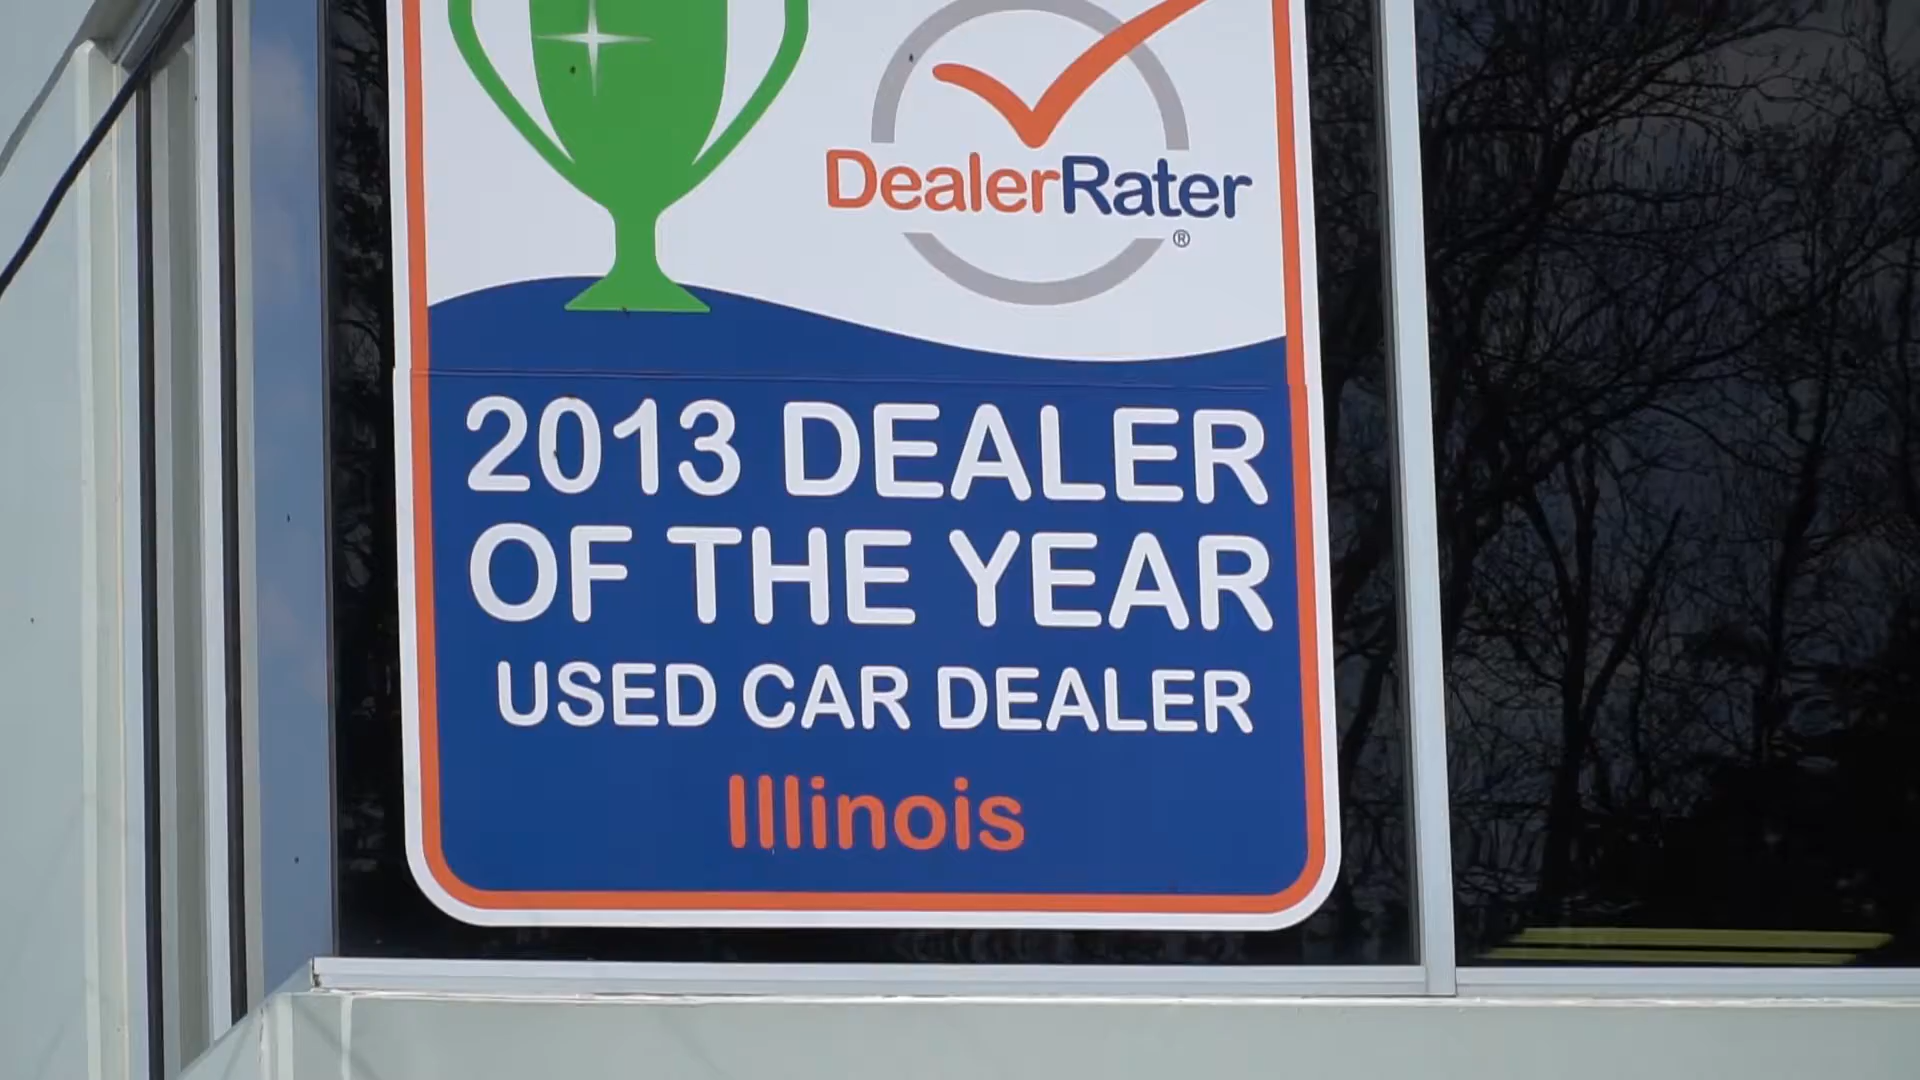 DealerRater
®
2013 DEALER
OF THE YEAR
USED CAR DEALER
Illinois